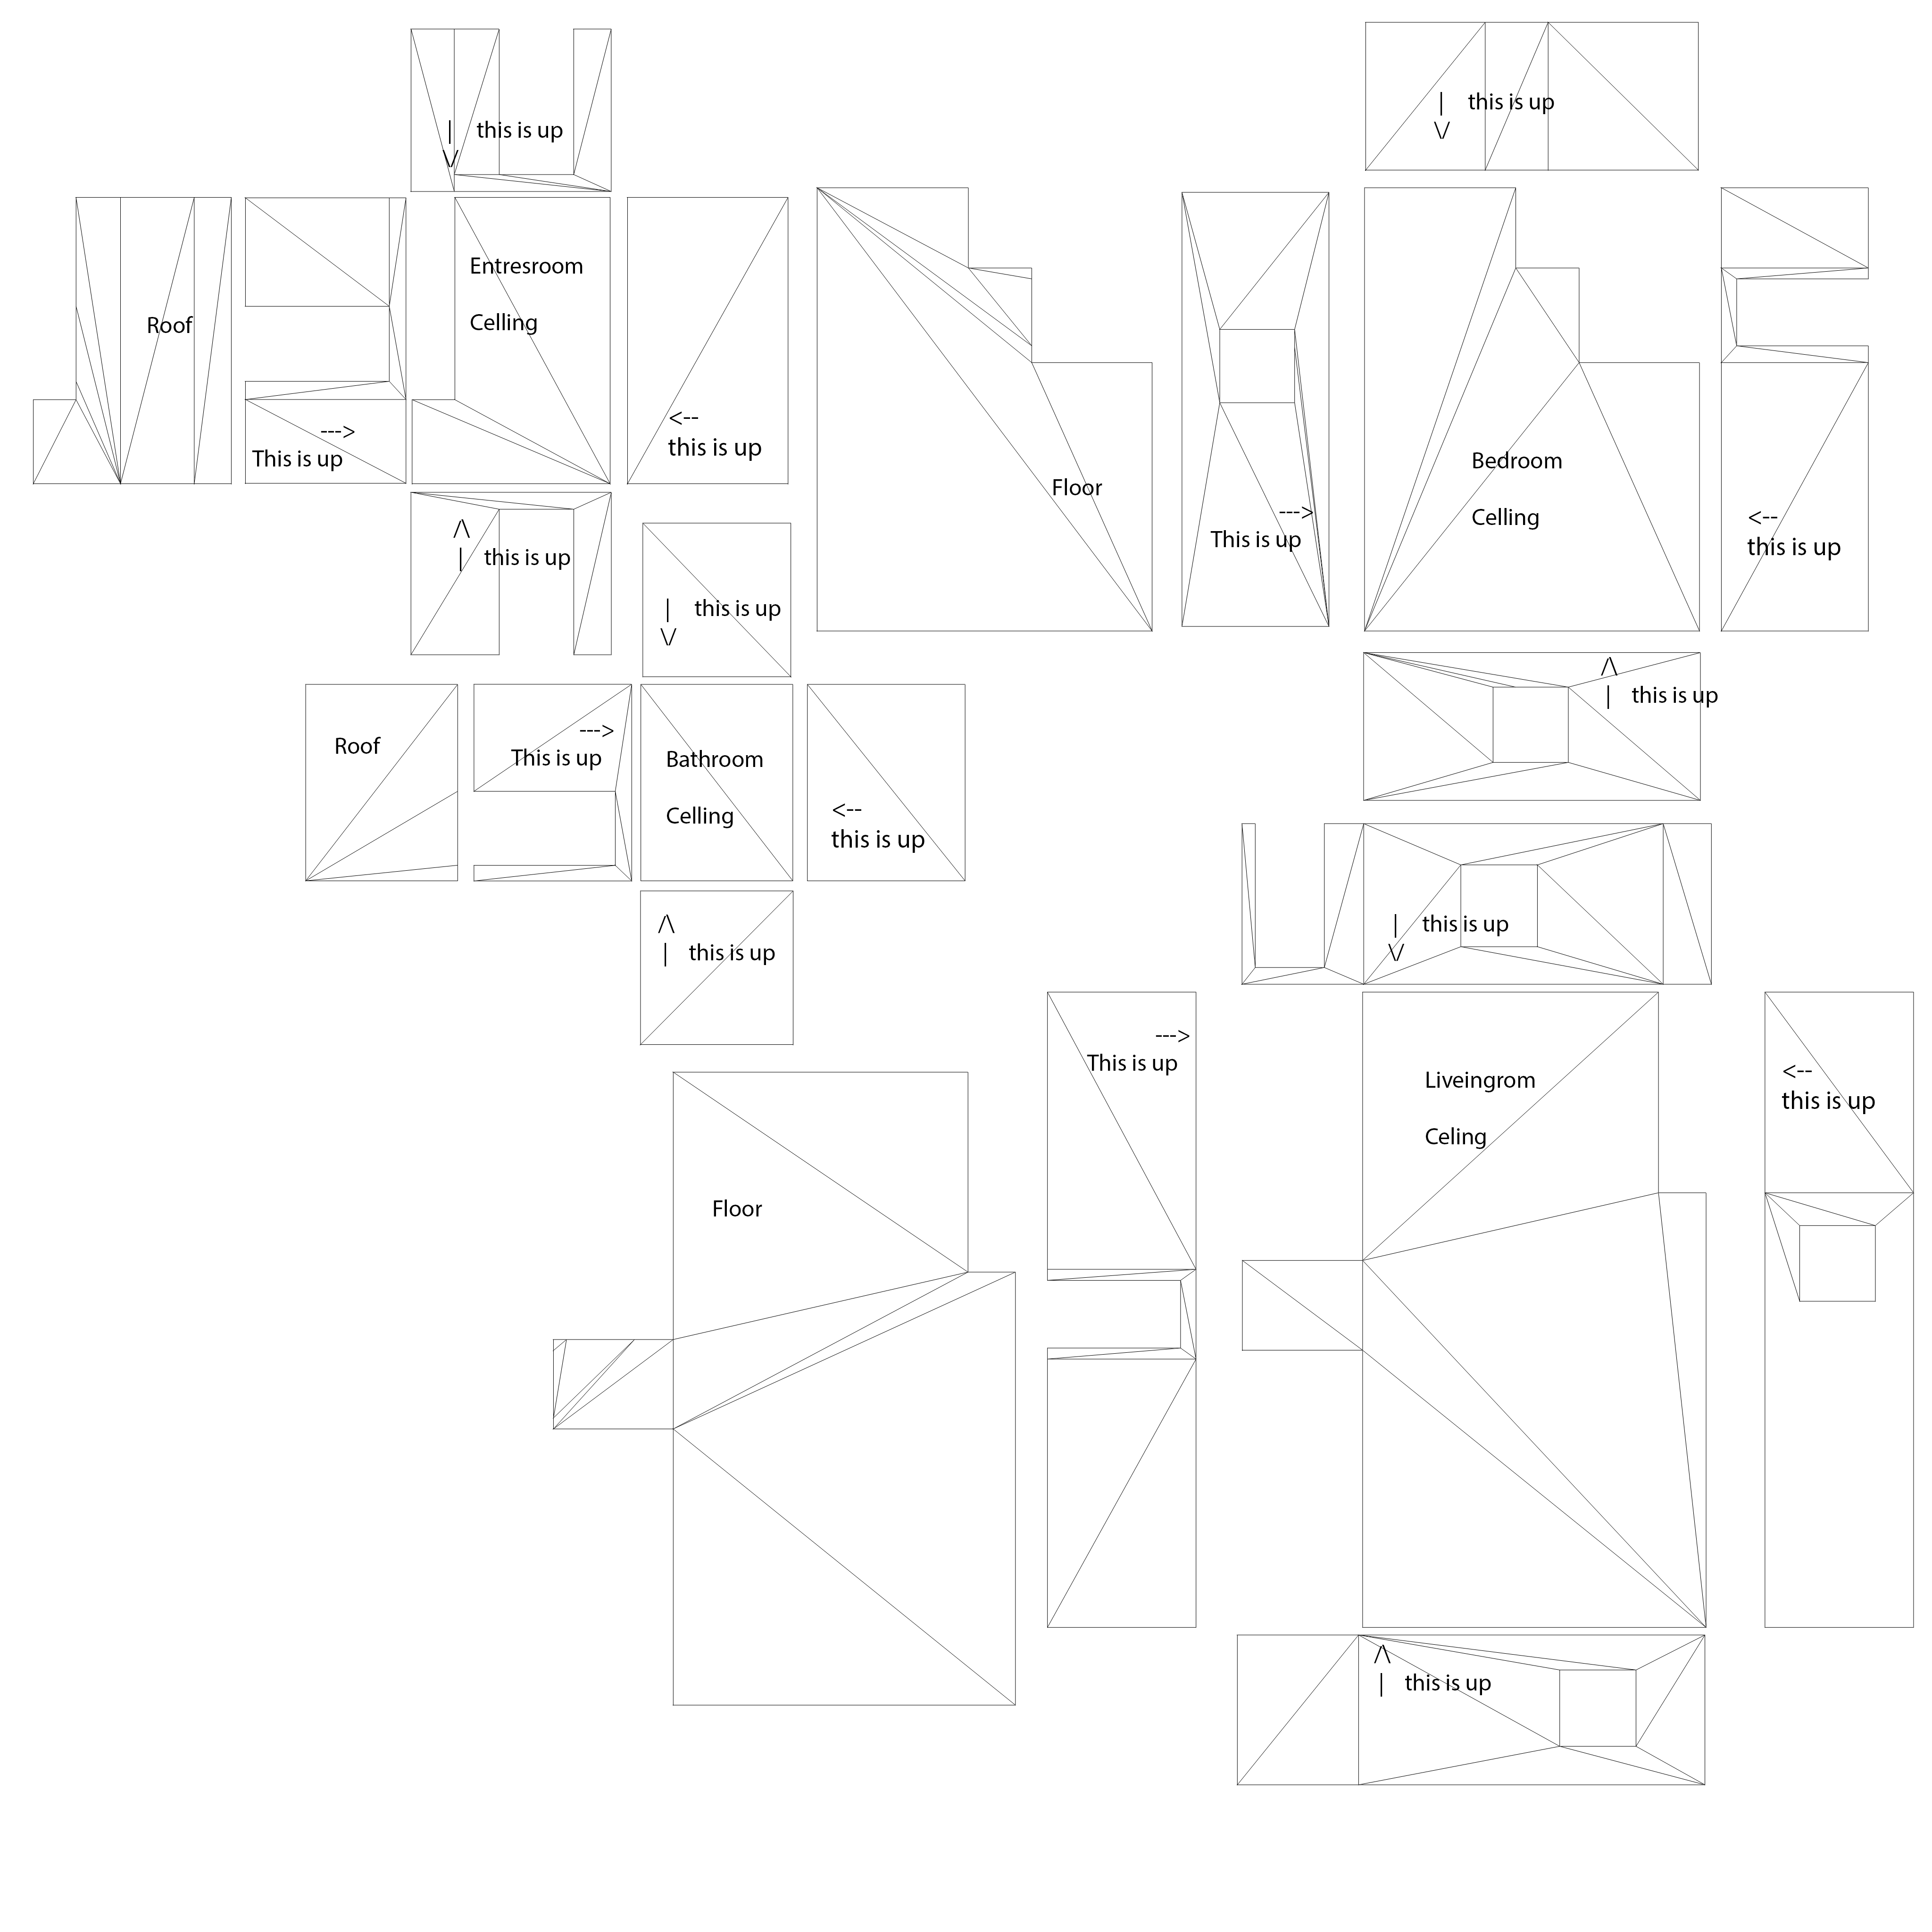 this is up
this is up
Roof
Entresroom
Celling
--->
This is up
<--
this is up
this is up
Floor
--->
This is up
Bedroom
Celling
<--
this is up
this is up
this is up
Roof
--->
This is up
Bathroom
Celling
<--
this is up
this is up
this is up
--->
This is up
Liveingrom
Celing
<--
this is up
Floor
this is up